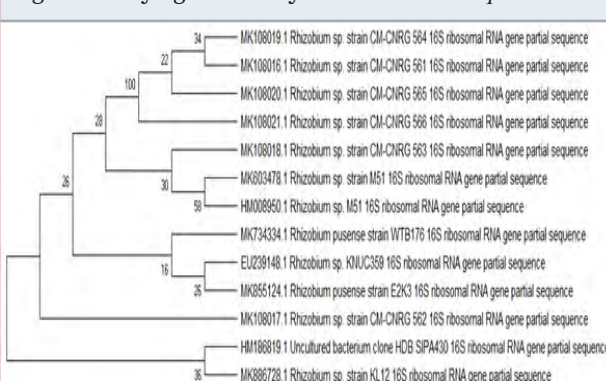 34
MK108019.1 Rhizobium sp. strain CM-CNRG 564 16S ribosomal RNA gene partial sequence
22
MK108016.1 Rhizobium sp. strain CM-CNRG 561 16S ribosomal RNA gene partial sequence
100
MK108020.1 Rhizobium sp. strain CM-CNRG 565 16S ribosomal RNA gene partial sequence
28
MK108021.1 Rhizobium sp. strain CM-CNRG 566 16S ribosomal RNA gene partial sequence
MK108018.1 Rhizobium sp. strain CM-CNRG 563 16S ribosomal RNA gene partial sequence
26
30
MK603478.1 Rhizobium sp. strain M51 16S ribosomal RNA gene partial sequence
58
HM008950.1 Rhizobium sp. M51 16S ribosomal RNA gene partial sequence
MK734334.1 Rhizobium pusense strain WTB176 16S ribosomal RNA gene partial sequence
16
EU239148.1 Rhizobium sp. KNUC359 16S ribosomal RNA gene partial sequence
25
MK855124.1 Rhizobium pusense strain E2K3 16S ribosomal RNA gene partial sequence
MK108017.1 Rhizobium sp. strain CM-CNRG 562 16S ribosomal RNA gene partial sequence
HM186819.1 Uncultured bacterium clone HDB SIPA430 16S ribosomal RNA gene partial sequence
36
MK886728.1 Rhizobium sp. strain KL12 16S ribosomal RNA gene partial sequence